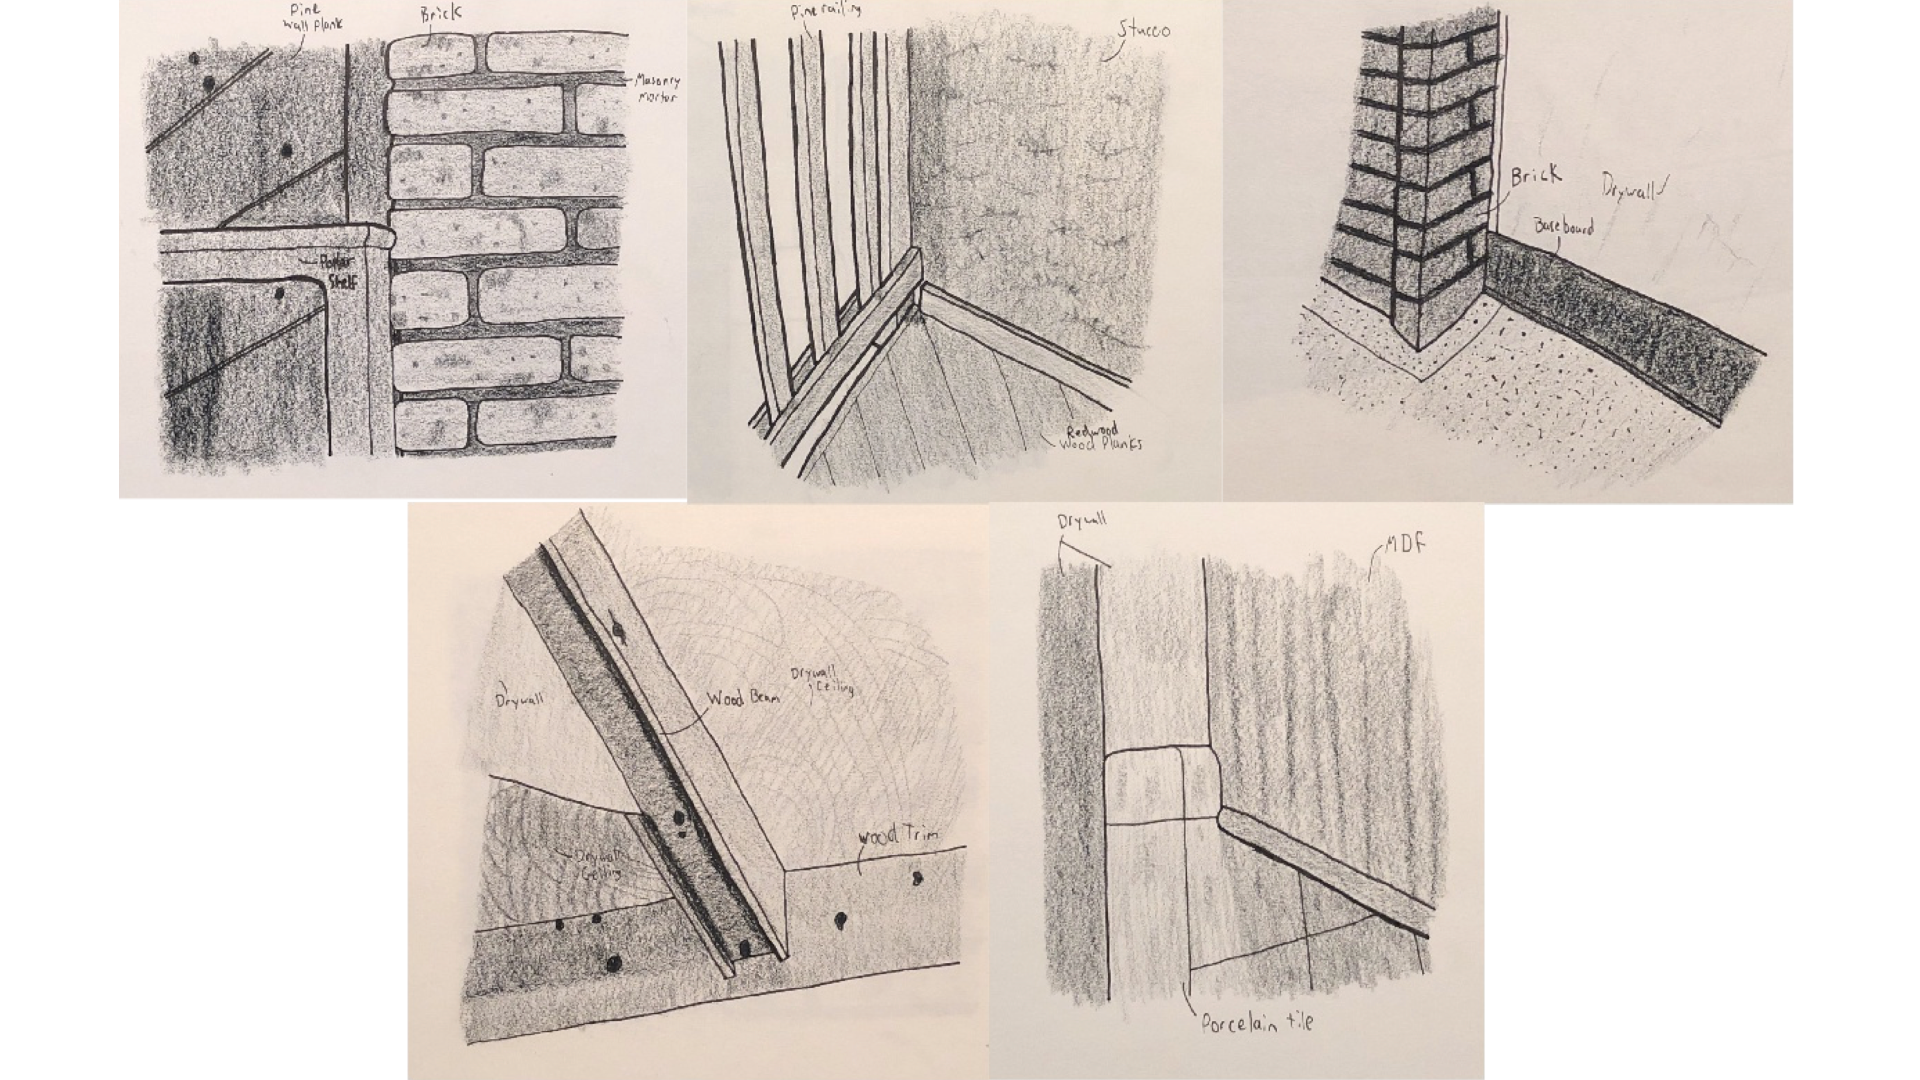 Pine
Wall Plank
Brick
Masonry
Mortar
Shelf
Pine railing
Stucco
Redwood
Wood Planks
Brick
Drywall
Baseboard
Drywall
Wood Beam
Drywall
Ceiling
Drywall
Ceiling
Wood Trim
Drywall
MDF
Porcelain tile